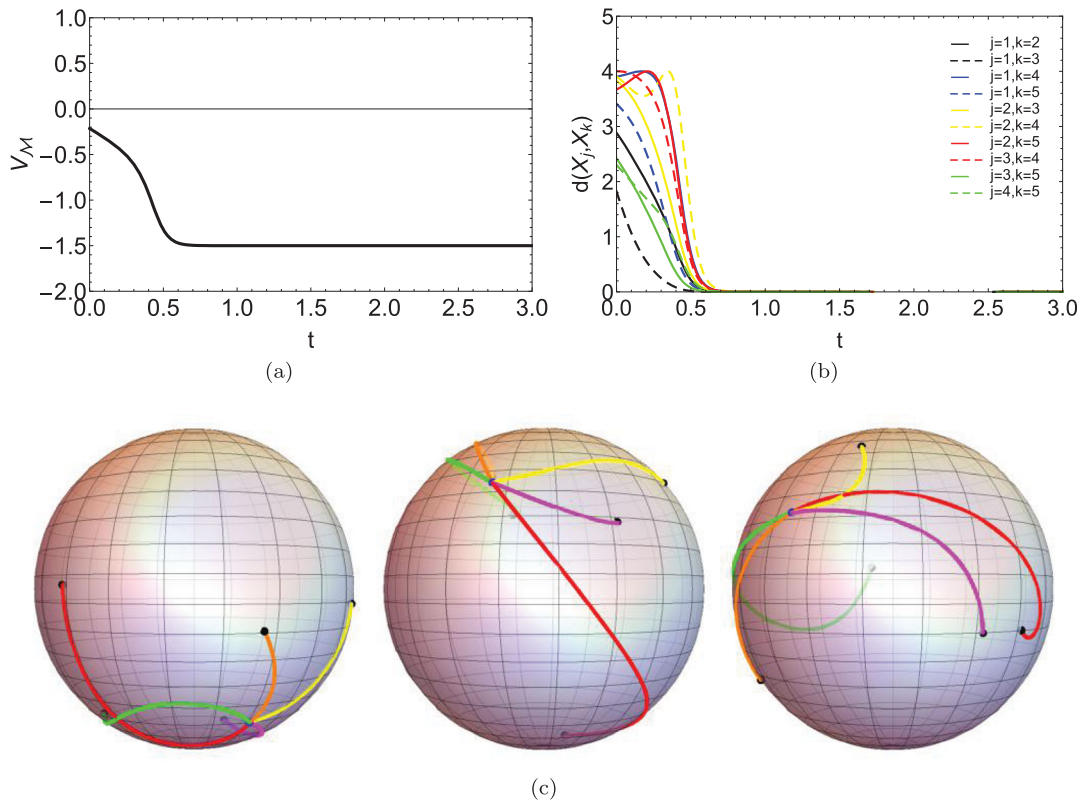 1.0
0.5
0.0
−0.5
−1.0
−1.5
−2.0
V_M
0.0 0.5 1.0 1.5 2.0 2.5 3.0
t
(a)
5
4
3
2
1
0
d(X_j,X_k)
0.0 0.5 1.0 1.5 2.0 2.5 3.0
t
j=1,k=2
j=1,k=3
j=1,k=4
j=1,k=5
j=2,k=3
j=2,k=4
j=2,k=5
j=3,k=4
j=3,k=5
j=4,k=5
(b)
(c)